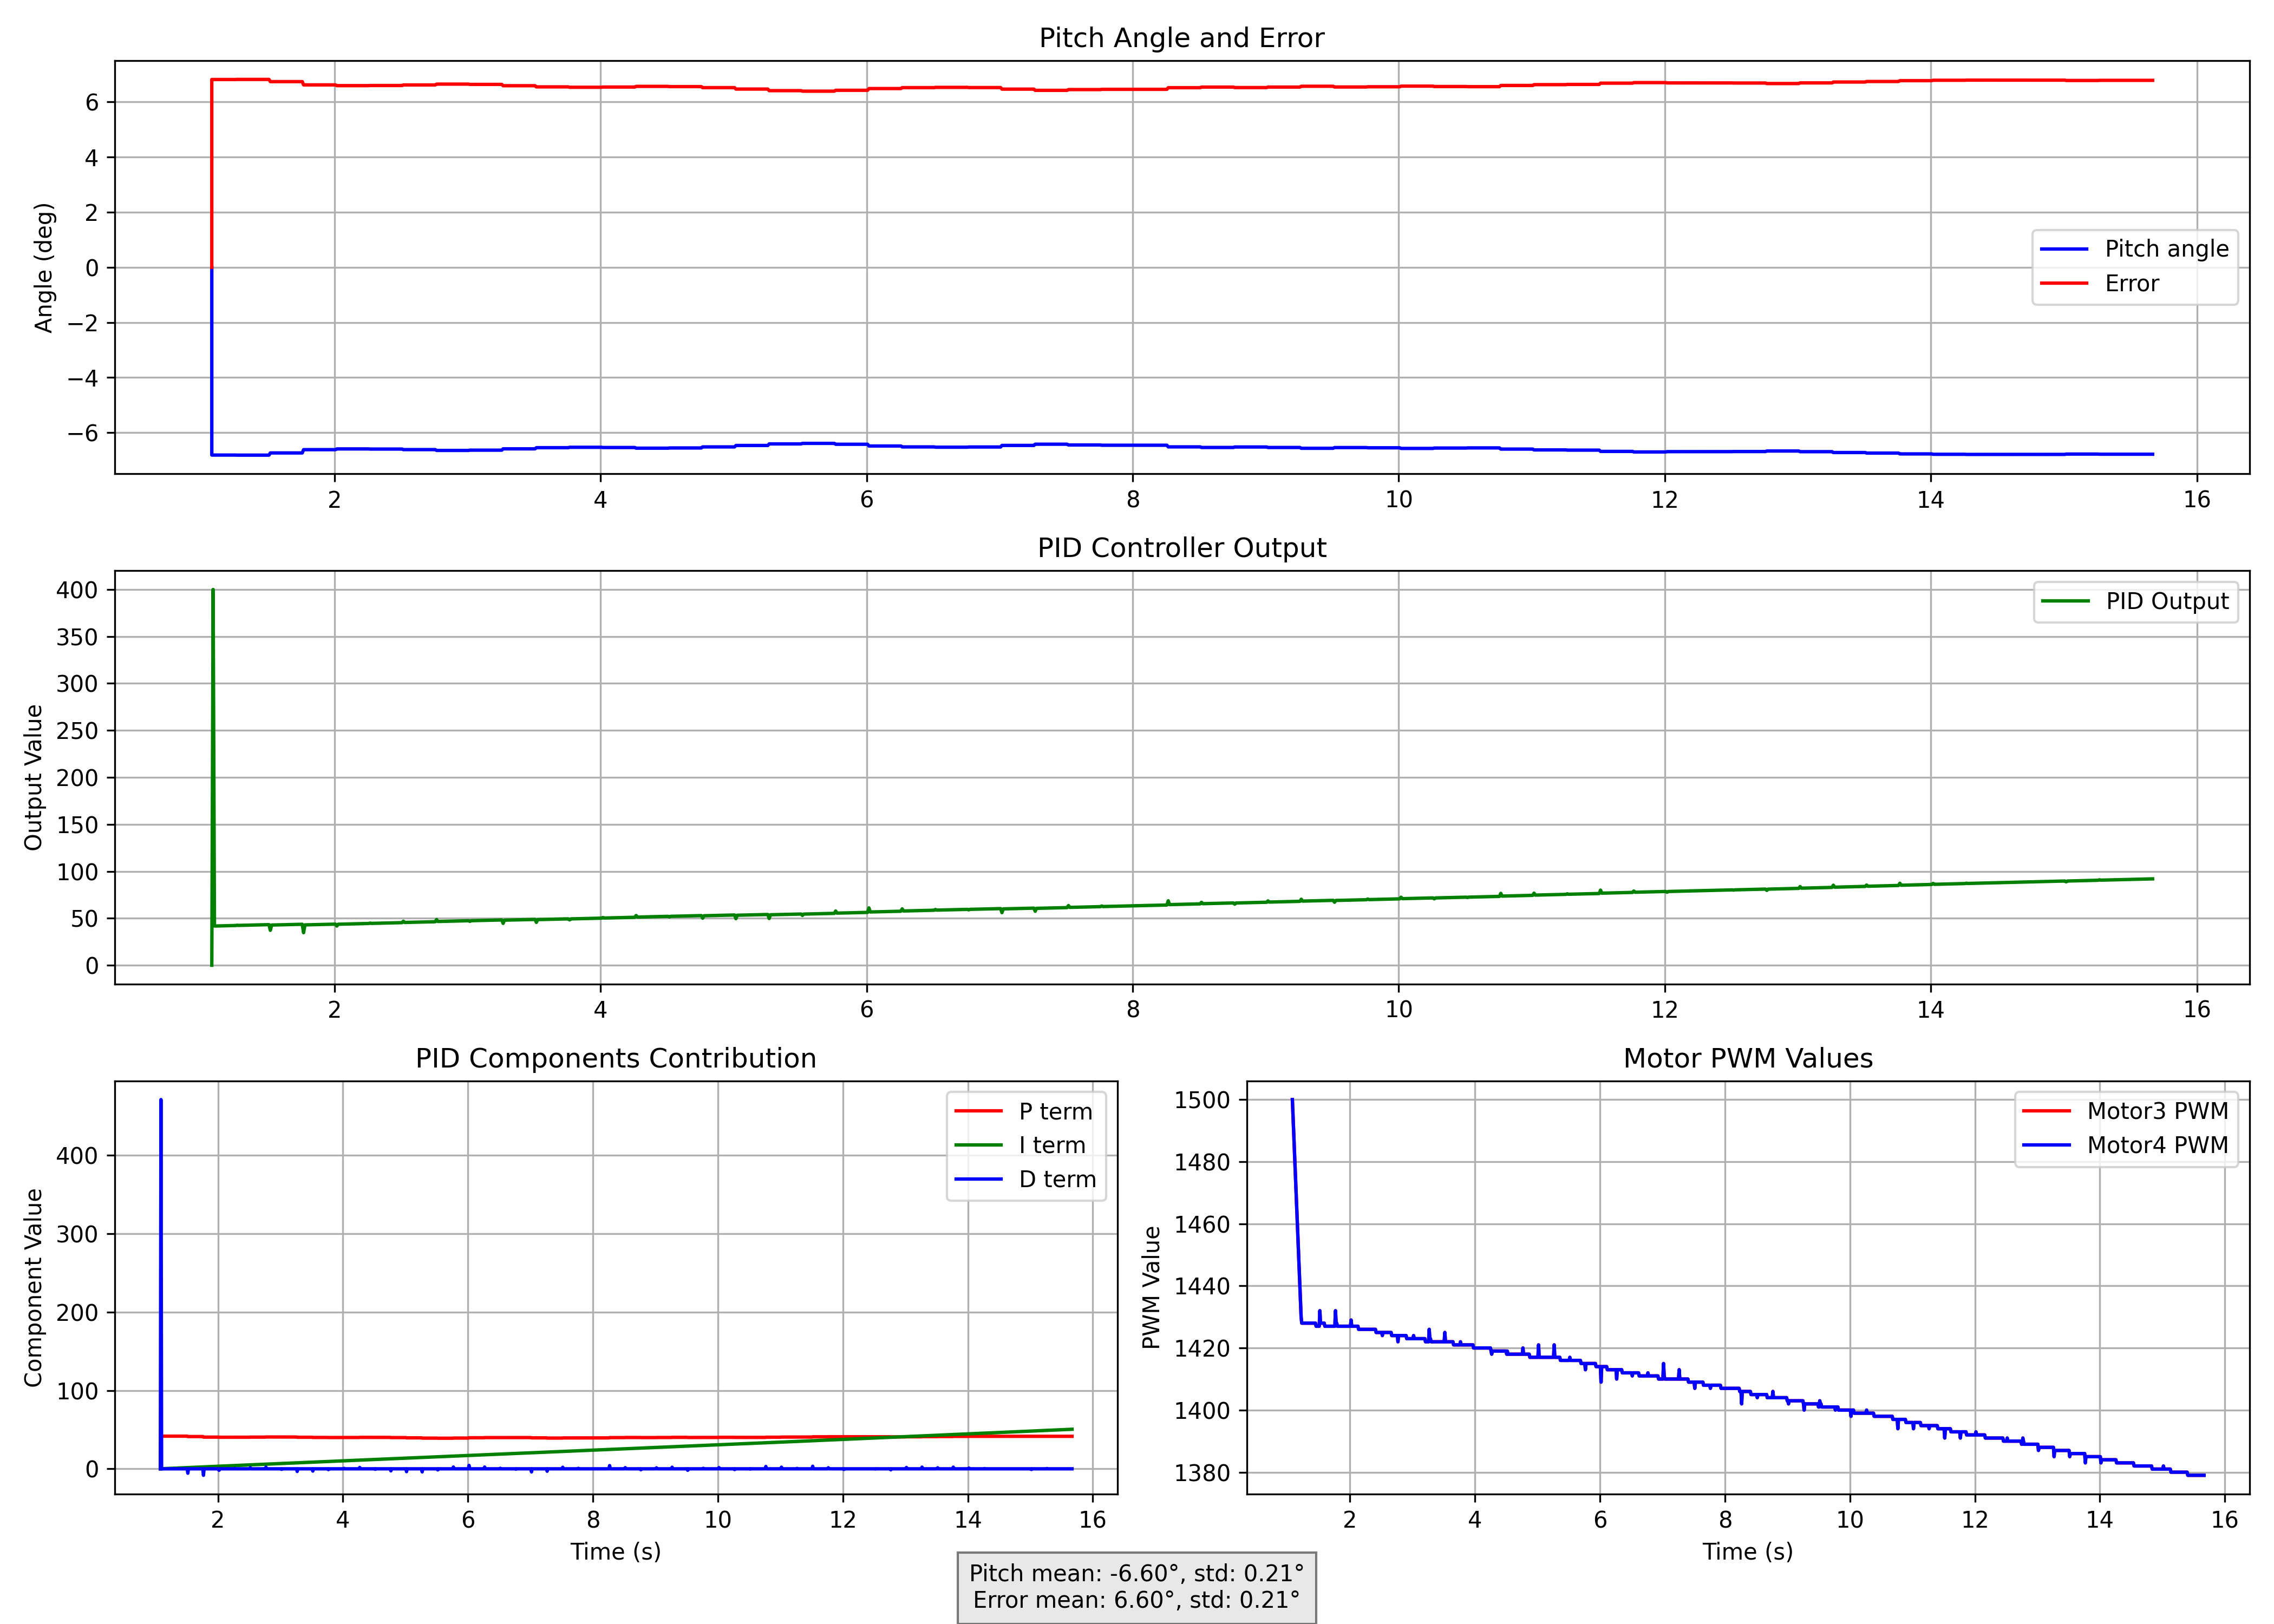 Pitch Angle and Error
Angle (deg)
6
4
2
0
−2
−4
−6
Pitch angle
Error
2 4 6 8 10 12 14 16
PID Controller Output
Output Value
400
350
300
250
200
150
100
50
0
PID Output
2 4 6 8 10 12 14 16
PID Components Contribution
Component Value
400
300
200
100
0
P term
I term
D term
2 4 6 8 10 12 14 16
Time (s)
Motor PWM Values
PWM Value
1500
1480
1460
1440
1420
1400
1380
Motor3 PWM
Motor4 PWM
2 4 6 8 10 12 14 16
Time (s)
Pitch mean: -6.60°, std: 0.21°
Error mean: 6.60°, std: 0.21°